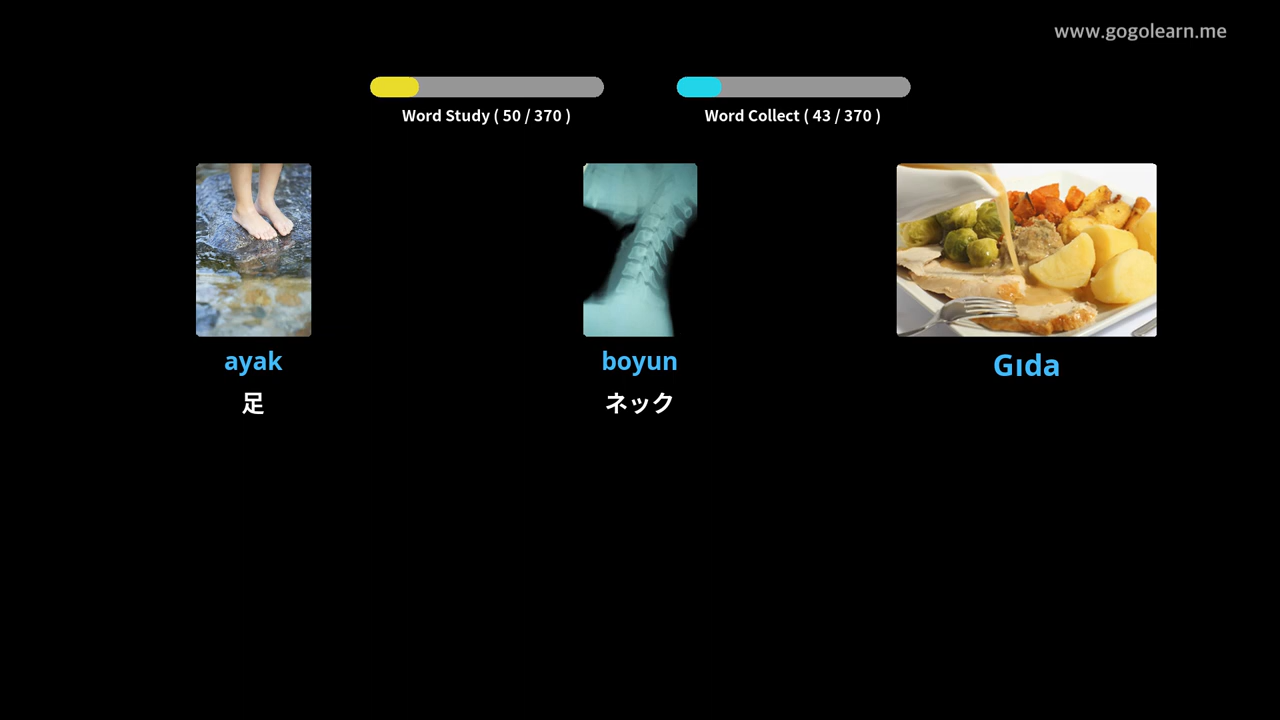 www.gogolearn.me
Word Study ( 50 / 370 )
Word Collect ( 43 / 370 )
ayak
足
boyun
ネック
Gıda